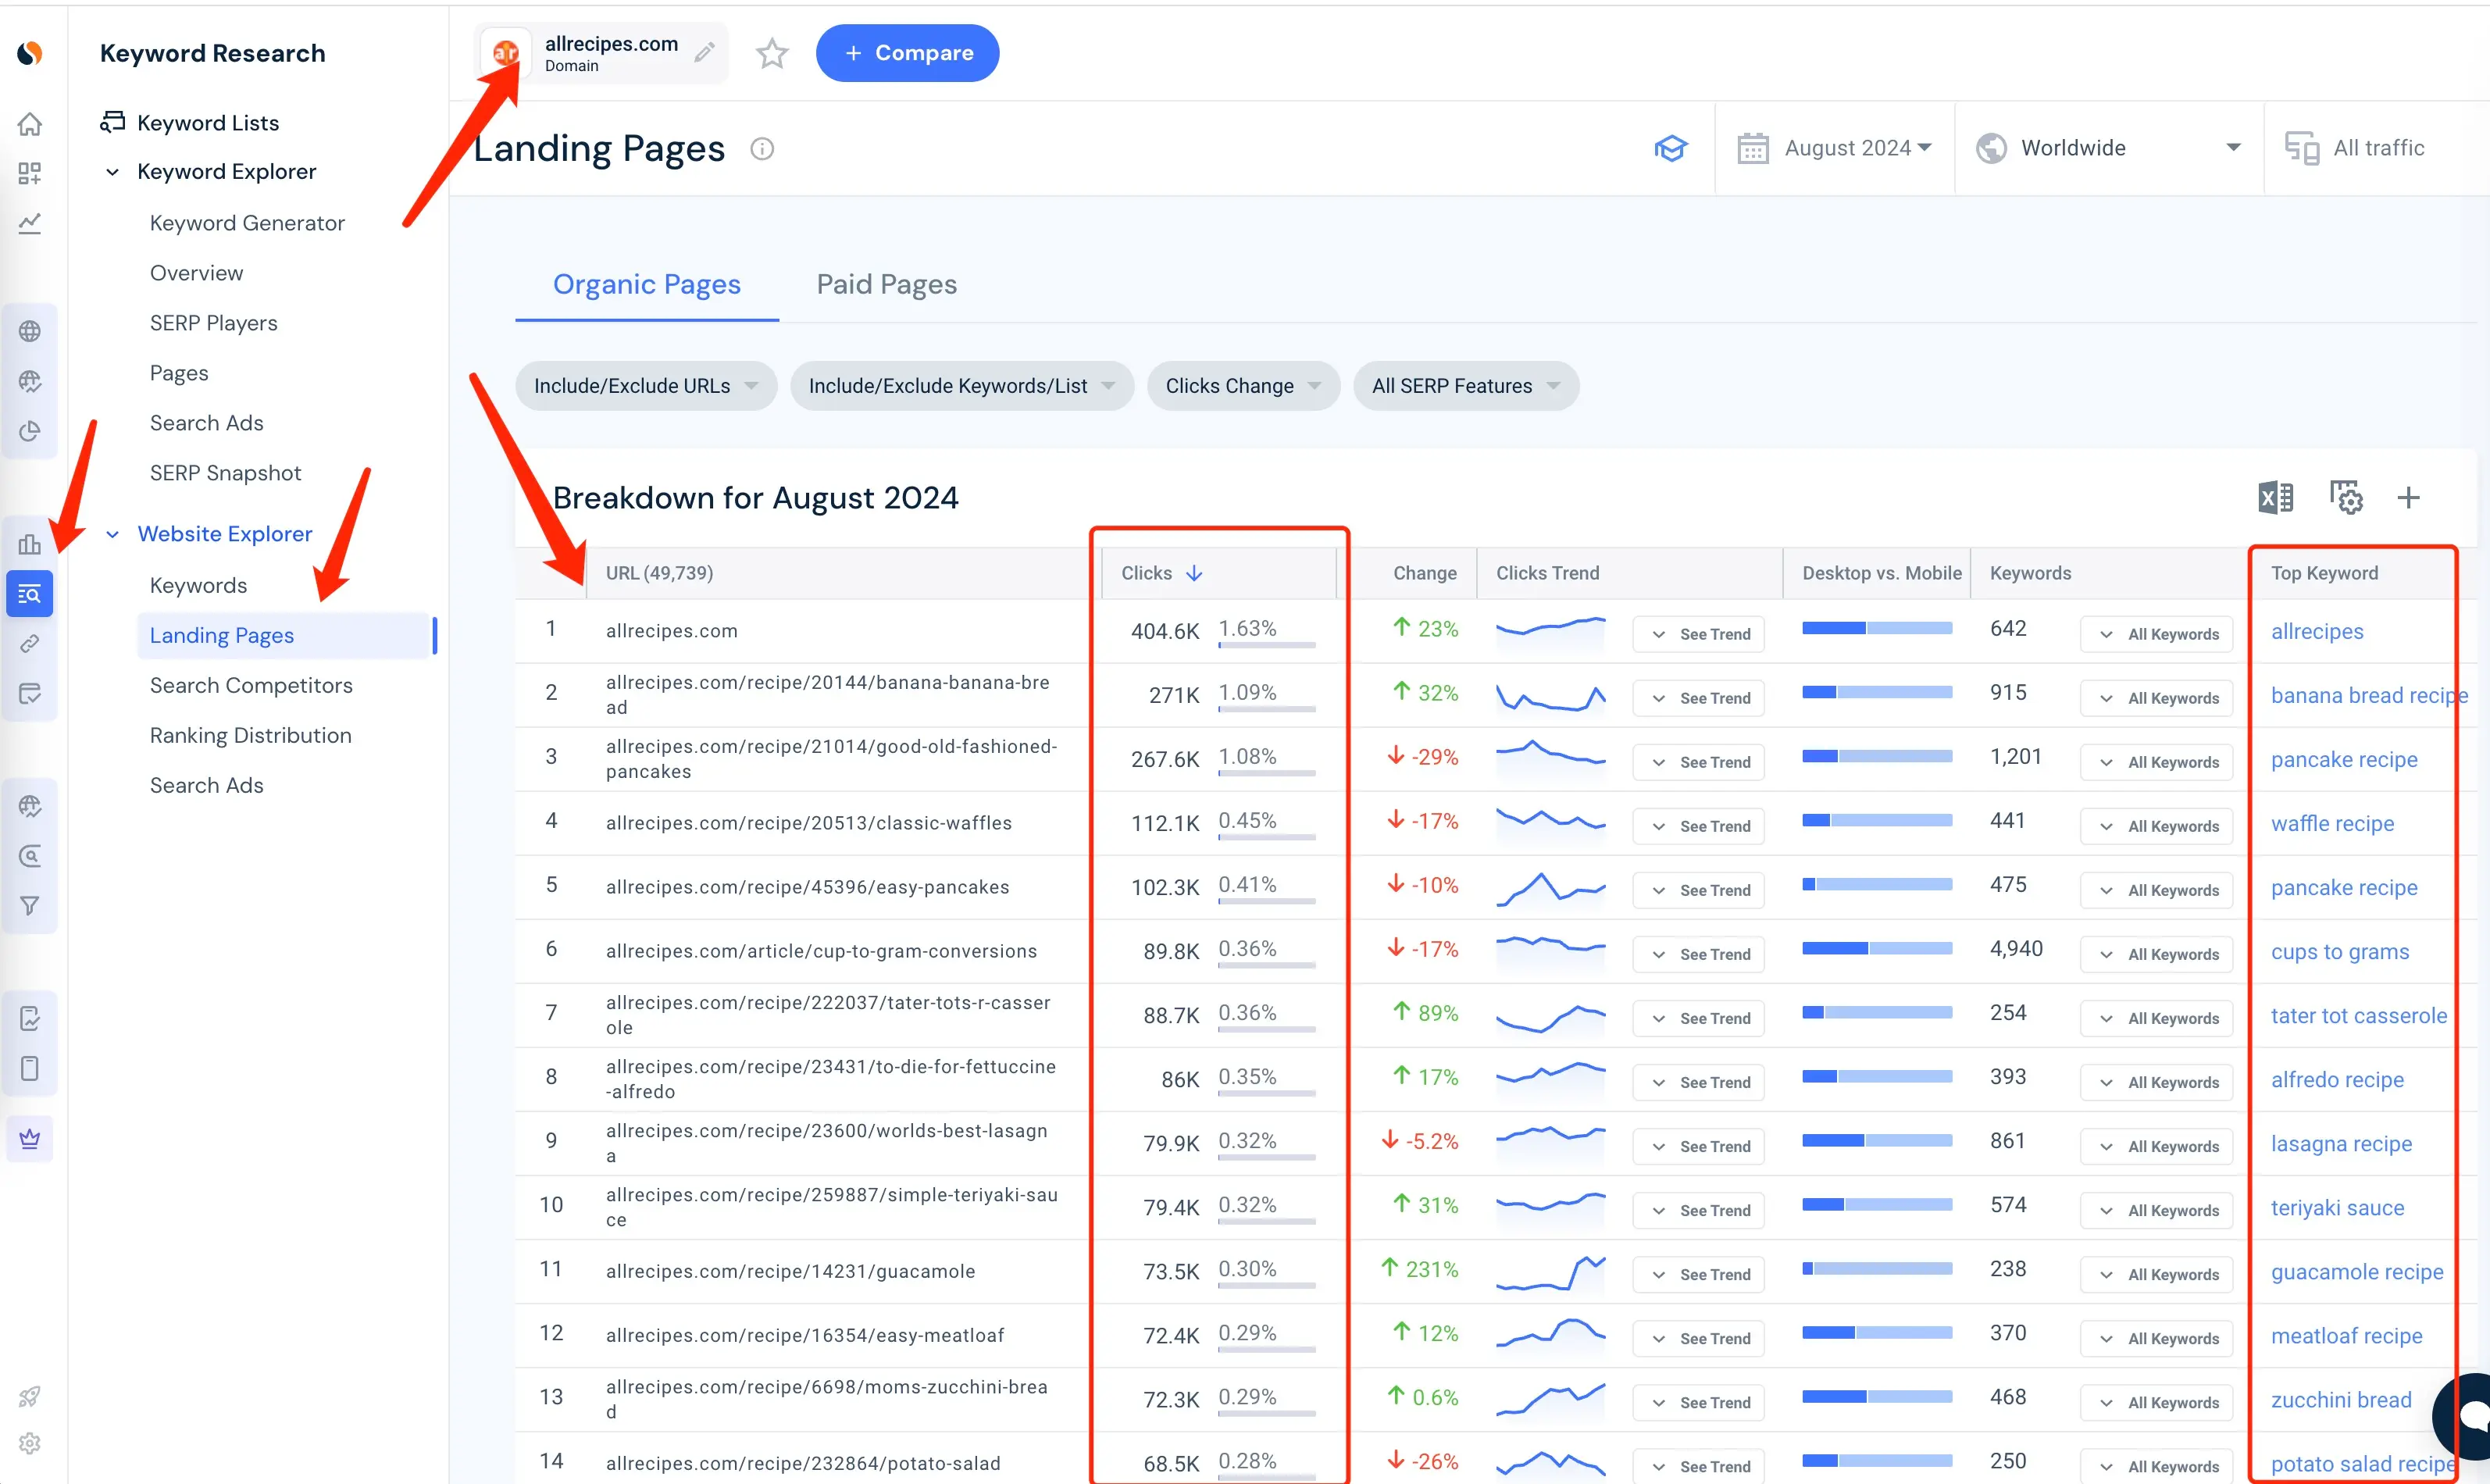 Keyword Research
Keyword Lists
Keyword Explorer
Keyword Generator
Overview
SERP Players
Pages
Search Ads
SERP Snapshot
Website Explorer
Keywords
Landing Pages
Search Competitors
Ranking Distribution
Search Ads
ar
allrecipes.com
Domain
+ Compare
Landing Pages
August 2024
Worldwide
All traffic
Organic Pages
Paid Pages
Include/Exclude URLs
Include/Exclude Keywords/List
Clicks Change
All SERP Features
Breakdown for August 2024
URL (49,739) Clicks Change Clicks Trend Desktop vs. Mobile Keywords Top Keyword
1 allrecipes.com 404.6K 1.63% 23% See Trend 642 All Keywords allrecipes
2 allrecipes.com/recipe/20144/banana-banana-bre
ad 271K 1.09% 32% See Trend 915 All Keywords banana bread recipe
3 allrecipes.com/recipe/21014/good-old-fashioned-
pancakes 267.6K 1.08% -29% See Trend 1,201 All Keywords pancake recipe
4 allrecipes.com/recipe/20513/classic-waffles 112.1K 0.45% -17% See Trend 441 All Keywords waffle recipe
5 allrecipes.com/recipe/45396/easy-pancakes 102.3K 0.41% -10% See Trend 475 All Keywords pancake recipe
6 allrecipes.com/article/cup-to-gram-conversions 89.8K 0.36% -17% See Trend 4,940 All Keywords cups to grams
7 allrecipes.com/recipe/222037/tater-tots-r-casser
ole 88.7K 0.36% 89% See Trend 254 All Keywords tater tot casserole
8 allrecipes.com/recipe/23431/to-die-for-fettuccine
-alfredo 86K 0.35% 17% See Trend 393 All Keywords alfredo recipe
9 allrecipes.com/recipe/23600/worlds-best-lasagn
a 79.9K 0.32% -5.2% See Trend 861 All Keywords lasagna recipe
10 allrecipes.com/recipe/259887/simple-teriyaki-sau
ce 79.4K 0.32% 31% See Trend 574 All Keywords teriyaki sauce
11 allrecipes.com/recipe/14231/guacamole 73.5K 0.30% 231% See Trend 238 All Keywords guacamole recipe
12 allrecipes.com/recipe/16354/easy-meatloaf 72.4K 0.29% 12% See Trend 370 All Keywords meatloaf recipe
13 allrecipes.com/recipe/6698/moms-zucchini-brea
d 72.3K 0.29% 0.6% See Trend 468 All Keywords zucchini bread
14 allrecipes.com/recipe/232864/potato-salad 68.5K 0.28% -26% See Trend 250 All Keywords potato salad recipe